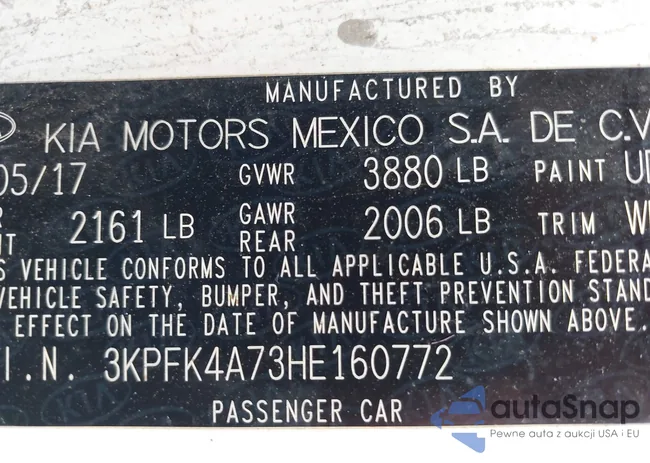 MANUFACTURED BY
KIA MOTORS MEXICO S.A. DE C.V
05/17 GVWR 3880 LB PAINT
2161 LB GAWR REAR 2006 LB TRIM
VEHICLE CONFORMS TO ALL APPLICABLE U.S.A. FEDERA
VEHICLE SAFETY, BUMPER, AND THEFT PREVENTION STAND
EFFECT ON THE DATE OF MANUFACTURE SHOWN ABOVE.
I.N. 3KPFK4A73HE160772
PASSENGER CAR
autoSnap
Pewne auta z aukcji USA i EU